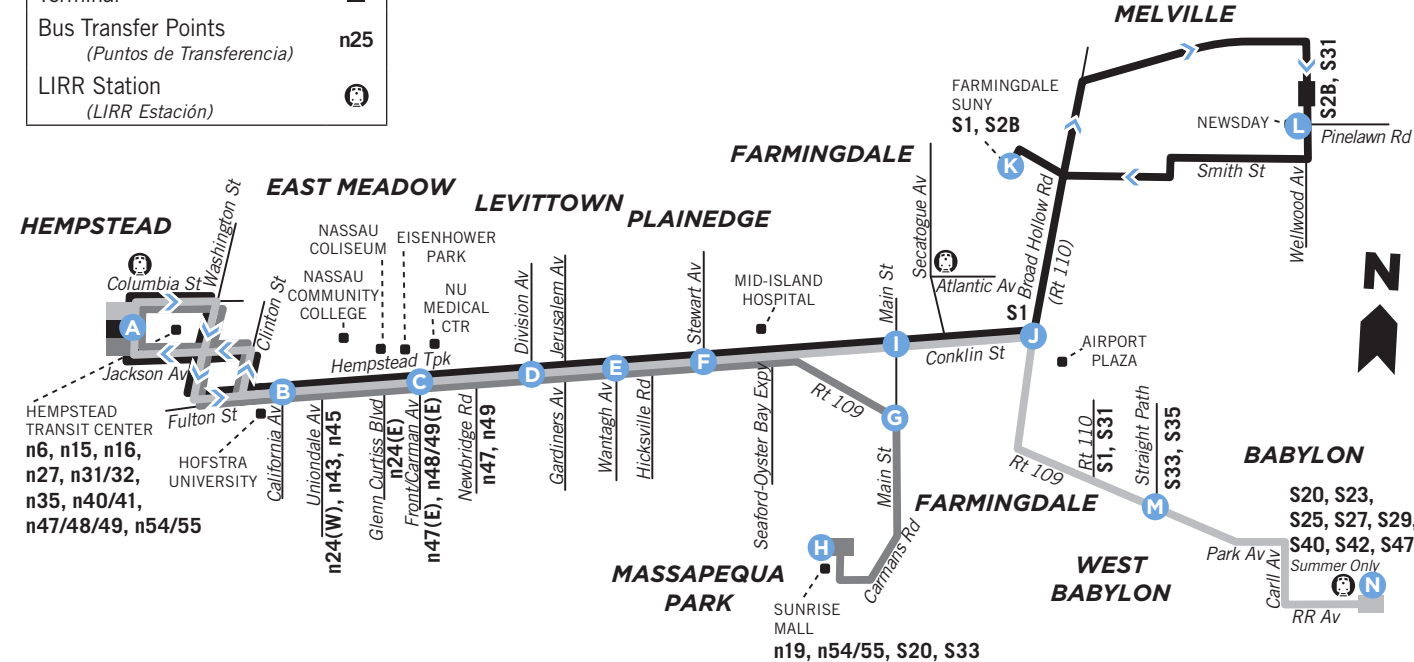 Bus Transfer Points
(Puntos de Transferencia)
n25
LIRR Station
(LIRR Estación)
MELVILLE
FARMINGDALE
SUNY
S1, S2B
K
NEWSDAY
L
S2B, S31
Pinelawn Rd
Smith St
Wellwood Av
Broad Hollow Rd
(Rt 110)
FARMINGDALE
Secatogue Av
Atlantic Av
HEMPSTEAD
EAST MEADOW
LEVITTOWN
PLAINEDGE
Columbia St
Washington St
Clinton St
A
Jackson Av
Fulton St
HEMPSTEAD
TRANSIT CENTER
n6, n15, n16,
n27, n31/32,
n35, n40/41,
n47/48/49, n54/55
HOFSTRA
UNIVERSITY
NASSAU
COMMUNITY
COLLEGE
NASSAU
COLISEUM
EISENHOWER
PARK
NU
MEDICAL
CTR
Hempstead Tpk
B
California Av
Uniondale Av
n24(W), n43, n45
Glenn Curtiss Blvd
n24(E)
C
Front/Carman Av
n47(E), n48/49(E)
Newbridge Rd
n47, n49
Division Av
D
Jerusalem Av
Gardiners Av
E
Wantagh Av
Hicksville Rd
Stewart Av
F
MID-ISLAND
HOSPITAL
Seaford-Oyster Bay Expy
Rt 109
Main St
I
Conklin St
S1
J
AIRPORT
PLAZA
G
Main St
Carmans Rd
FARMINGDALE
H
MASSAPEQUA
PARK
SUNRISE
MALL
n19, n54/55, S20, S33
Rt 109
Rt 110
S1, S31
Straight Path
S33, S35
M
WEST
BABYLON
BABYLON
S20, S23,
S25, S27, S29,
S40, S42, S47
Summer Only
Park Av
Carll Av
N
RR Av
N